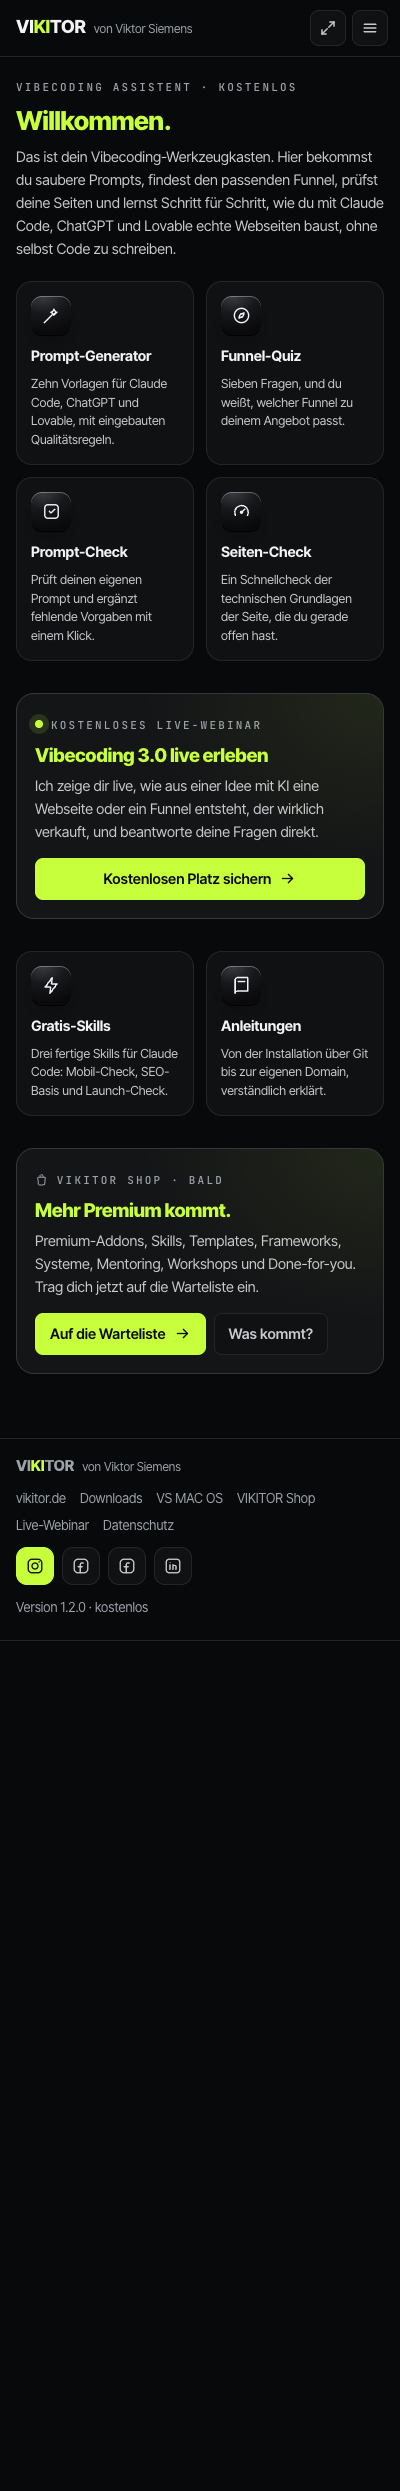 VIKITOR von Viktor Siemens
VIBECODING ASSISTENT · KOSTENLOS
Willkommen.
Das ist dein Vibecoding-Werkzeugkasten. Hier bekommst
du saubere Prompts, findest den passenden Funnel, prüfst
deine Seiten und lernst Schritt für Schritt, wie du mit Claude
Code, ChatGPT und Lovable echte Webseiten baust, ohne
selbst Code zu schreiben.
Prompt-Generator
Zehn Vorlagen für Claude
Code, ChatGPT und
Lovable, mit eingebauten
Qualitätsregeln.
Funnel-Quiz
Sieben Fragen, und du
weißt, welcher Funnel zu
deinem Angebot passt.
Prompt-Check
Prüft deinen eigenen
Prompt und ergänzt
fehlende Vorgaben mit
einem Klick.
Seiten-Check
Ein Schnellcheck der
technischen Grundlagen
der Seite, die du gerade
offen hast.
KOSTENLOSES LIVE-WEBINAR
Vibecoding 3.0 live erleben
Ich zeige dir live, wie aus einer Idee mit KI eine
Webseite oder ein Funnel entsteht, der wirklich
verkauft, und beantworte deine Fragen direkt.
Kostenlosen Platz sichern →
Gratis-Skills
Drei fertige Skills für Claude
Code: Mobil-Check, SEO-
Basis und Launch-Check.
Anleitungen
Von der Installation über Git
bis zur eigenen Domain,
verständlich erklärt.
VIKITOR SHOP · BALD
Mehr Premium kommt.
Premium-Addons, Skills, Templates, Frameworks,
Systeme, Mentoring, Workshops und Done-for-you.
Trag dich jetzt auf die Warteliste ein.
Auf die Warteliste → Was kommt?
VIKITOR von Viktor Siemens
vikitor.de Downloads VS MAC OS VIKITOR Shop
Live-Webinar Datenschutz
Version 1.2.0 · kostenlos